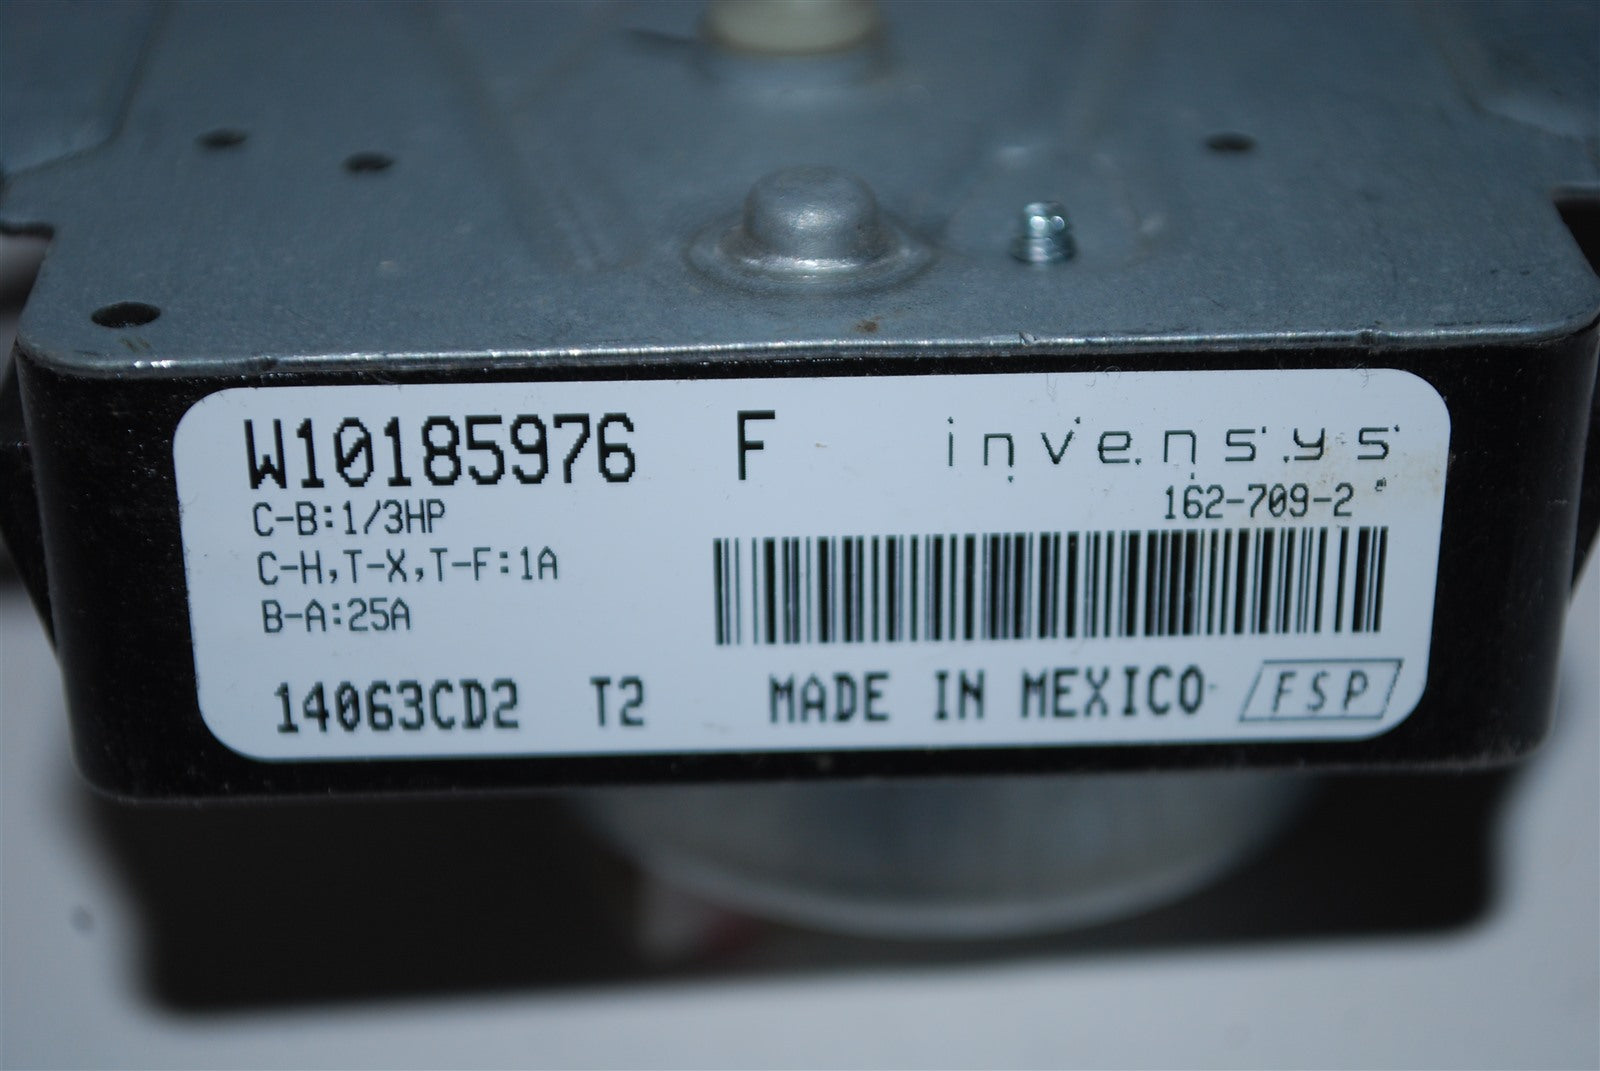 W10185976 F invensys
162-709-2
C-B:1/3HP
C-H,T-X,T-F:1A
B-A:25A
14063CD2 T2 MADE IN MEXICO FSP